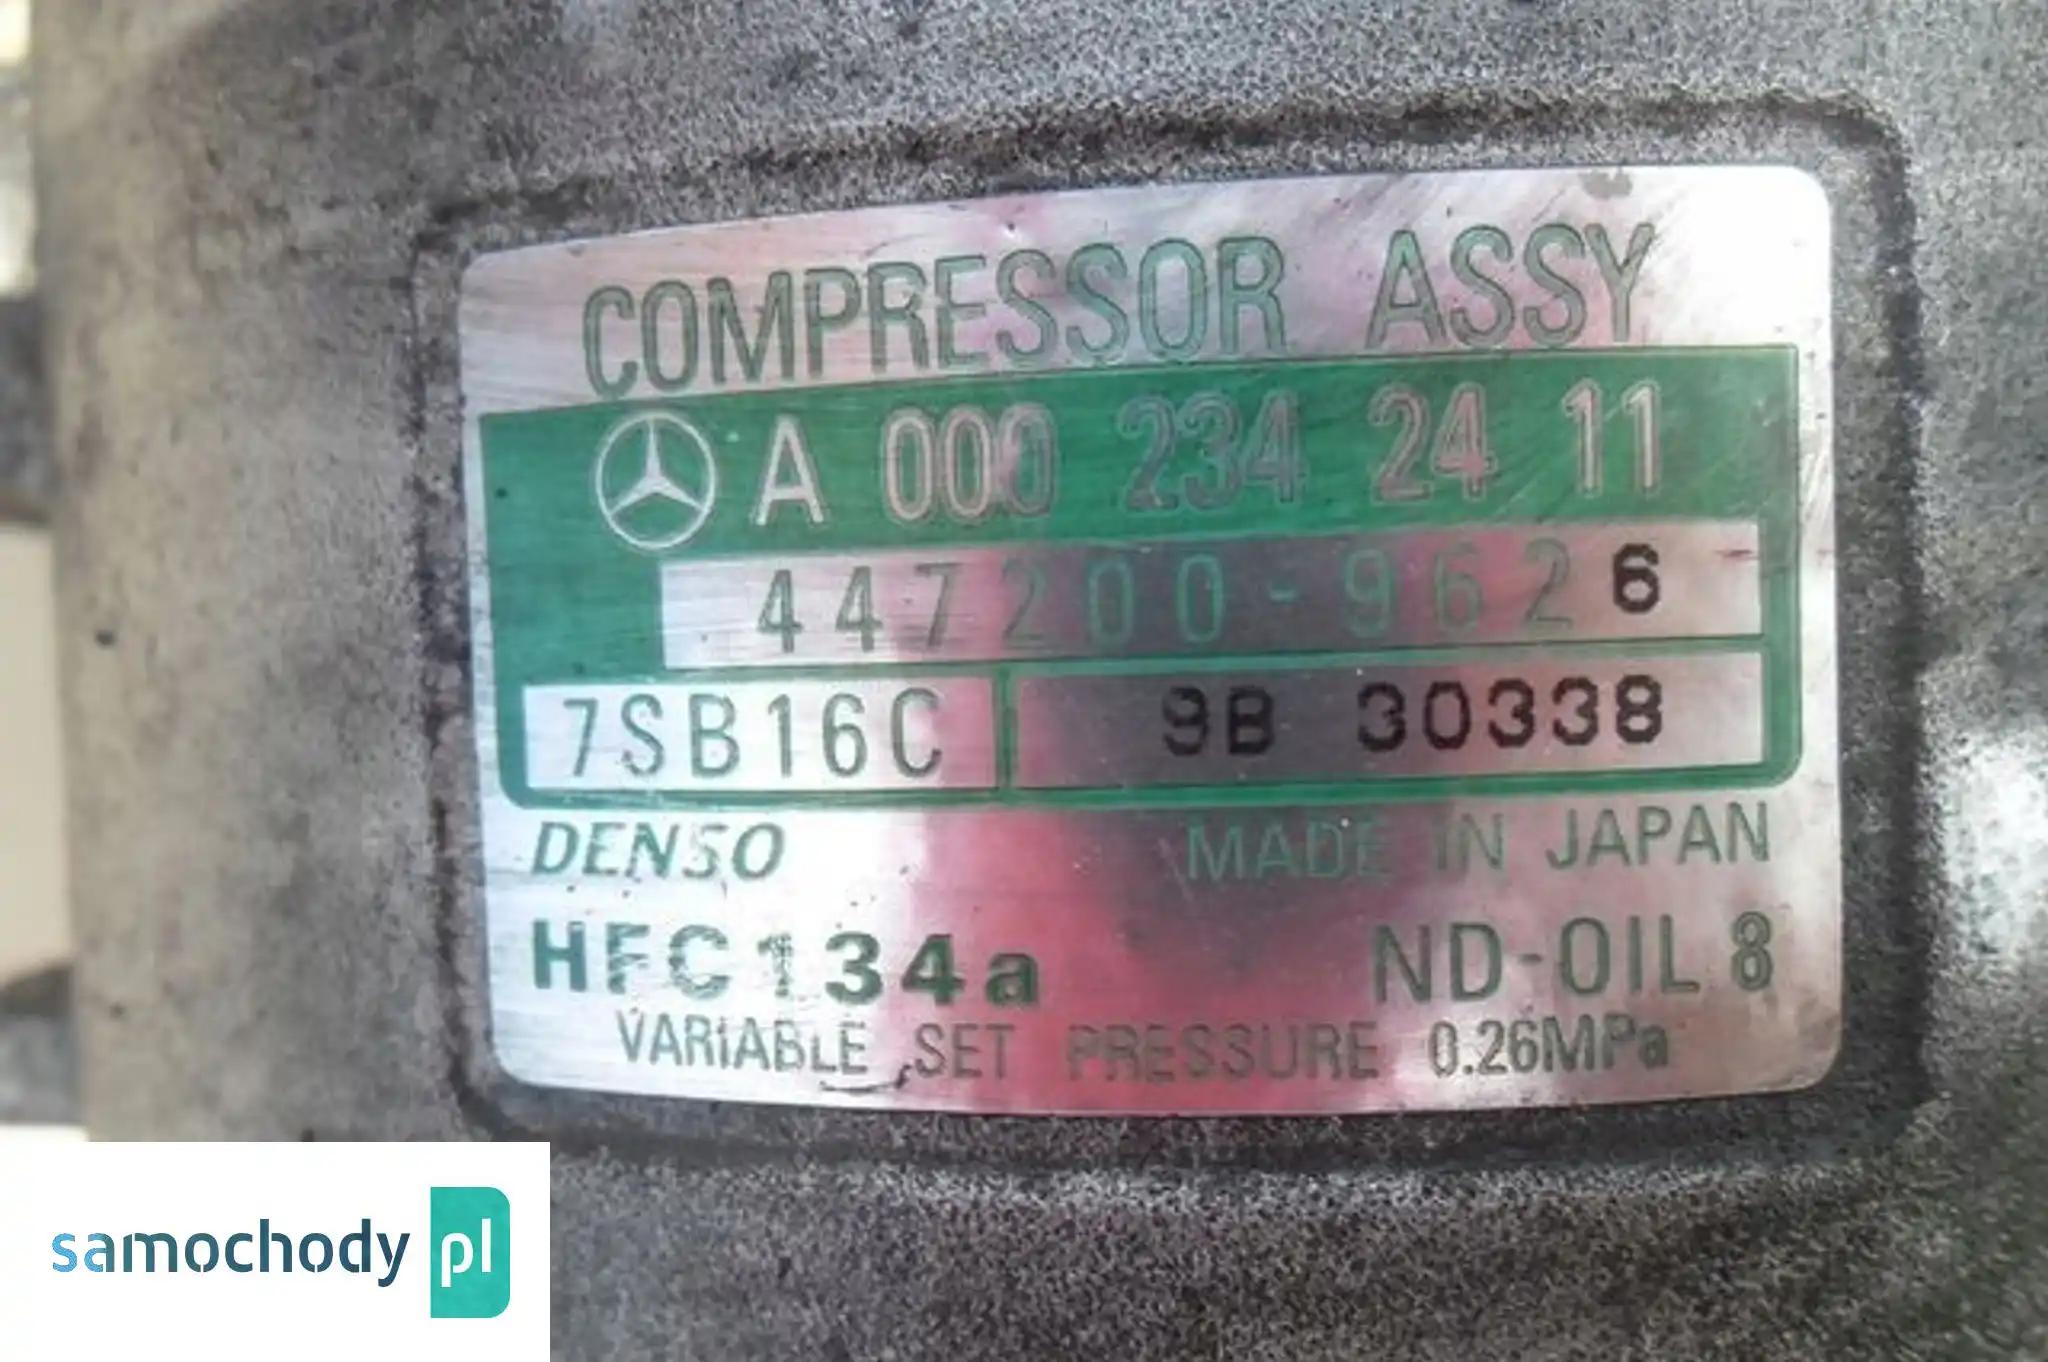 COMPRESSOR ASSY
A 000 234 24 11
447200-9626
7SB16C 9B 30338
DENSO MADE IN JAPAN
HFC134a ND-OIL 8
VARIABLE SET PRESSURE 0.26MPa
samochody pl